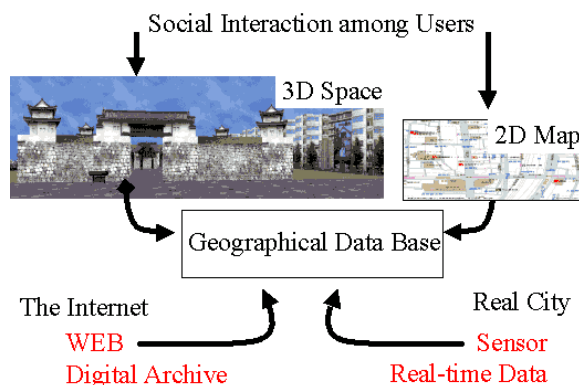 Social Interaction among Users
3D Space
2D Map
Geographical Data Base
The Internet
Real City
WEB
Sensor
Digital Archive
Real-time Data